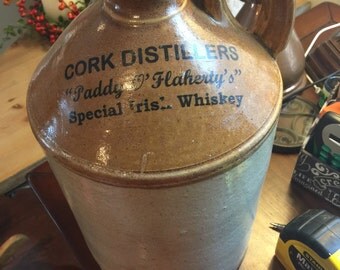 CORK DISTILLERS
"Paddy O'Flaherty's"
Special Irish Whiskey